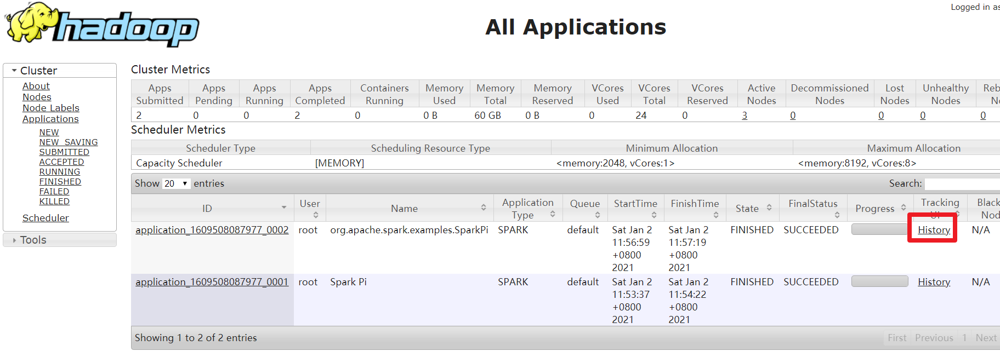 Logged in as
hadoop
All Applications
Cluster
About
Nodes
Node Labels
Applications
NEW
NEW_SAVING
SUBMITTED
ACCEPTED
RUNNING
FINISHED
FAILED
KILLED
Scheduler
Tools
Cluster Metrics
Apps Submitted Apps Pending Apps Running Apps Completed Containers Running Memory Used Memory Total Memory Reserved VCores Used VCores Total VCores Reserved Active Nodes Decommissioned Nodes Lost Nodes Unhealthy Nodes Reb
2 0 0 2 0 0 B 60 GB 0 B 0 24 0 3 0 0 0 0
Scheduler Metrics
Scheduler Type Scheduling Resource Type Minimum Allocation Maximum Allocation
Capacity Scheduler [MEMORY] <memory:2048, vCores:1> <memory:8192, vCores:8>
Show 20 entries Search:
ID User Name Application Type Queue StartTime FinishTime State FinalStatus Progress Tracking UI Black Nod
application_1609508087977_0002 root org.apache.spark.examples.SparkPi SPARK default Sat Jan 2 Sat Jan 2 FINISHED SUCCEEDED History N/A
11:56:59 11:57:19
+0800 +0800
2021 2021
application_1609508087977_0001 root Spark Pi SPARK default Sat Jan 2 Sat Jan 2 FINISHED SUCCEEDED History N/A
11:53:37 11:54:22
+0800 +0800
2021 2021
Showing 1 to 2 of 2 entries First Previous 1 Next